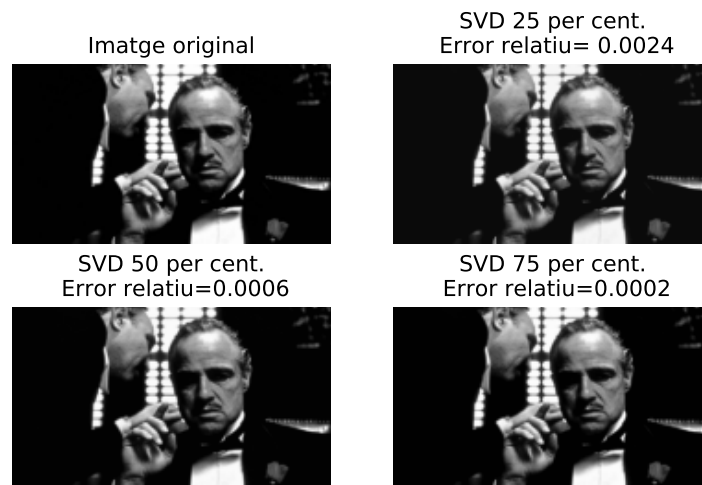 Imatge original
SVD 25 per cent.
Error relatiu= 0.0024
SVD 50 per cent.
Error relatiu=0.0006
SVD 75 per cent.
Error relatiu=0.0002